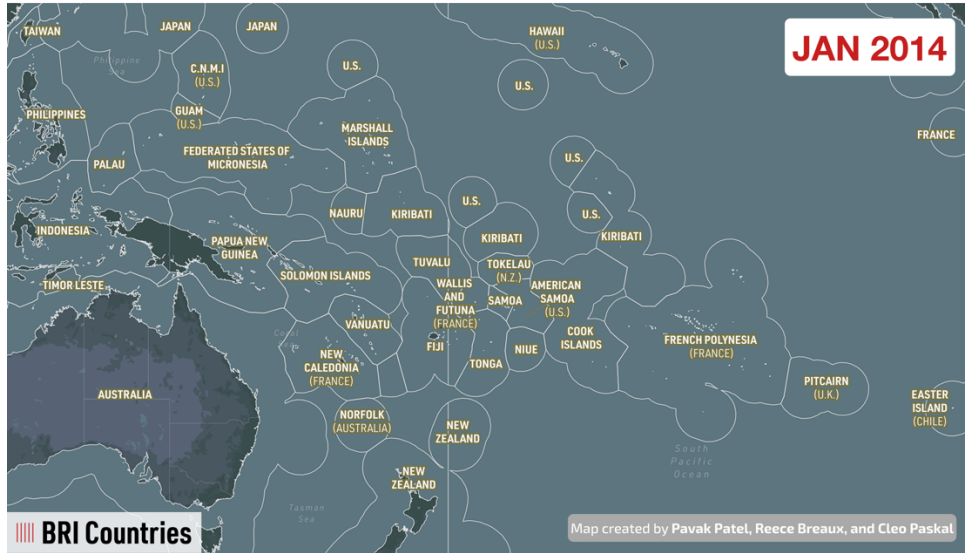 TAIWAN
JAPAN
JAPAN
HAWAII
(U.S.)
JAN 2014
Philippine
Sea
C.N.M.I
(U.S.)
U.S.
U.S.
GUAM
(U.S.)
PHILIPPINES
MARSHALL
ISLANDS
FRANCE
FEDERATED STATES OF
MICRONESIA
PALAU
U.S.
U.S.
NAURU
KIRIBATI
U.S.
INDONESIA
PAPUA NEW
GUINEA
KIRIBATI
KIRIBATI
TUVALU
TOKELAU
(N.Z.)
SOLOMON ISLANDS
TIMOR LESTE
WALLIS
AND
FUTUNA
(FRANCE)
SAMOA
AMERICAN
SAMOA
(U.S.)
VANUATU
Coral
FIJI
NIUE
COOK
ISLANDS
FRENCH POLYNESIA
(FRANCE)
NEW
CALEDONIA
(FRANCE)
TONGA
PITCAIRN
(U.K.)
AUSTRALIA
EASTER
ISLAND
(CHILE)
NORFOLK
(AUSTRALIA)
NEW
ZEALAND
South
Pacific
Ocean
NEW
ZEALAND
Tasman
Sea
BRI Countries
Map created by Pavak Patel, Reece Breaux, and Cleo Paskal